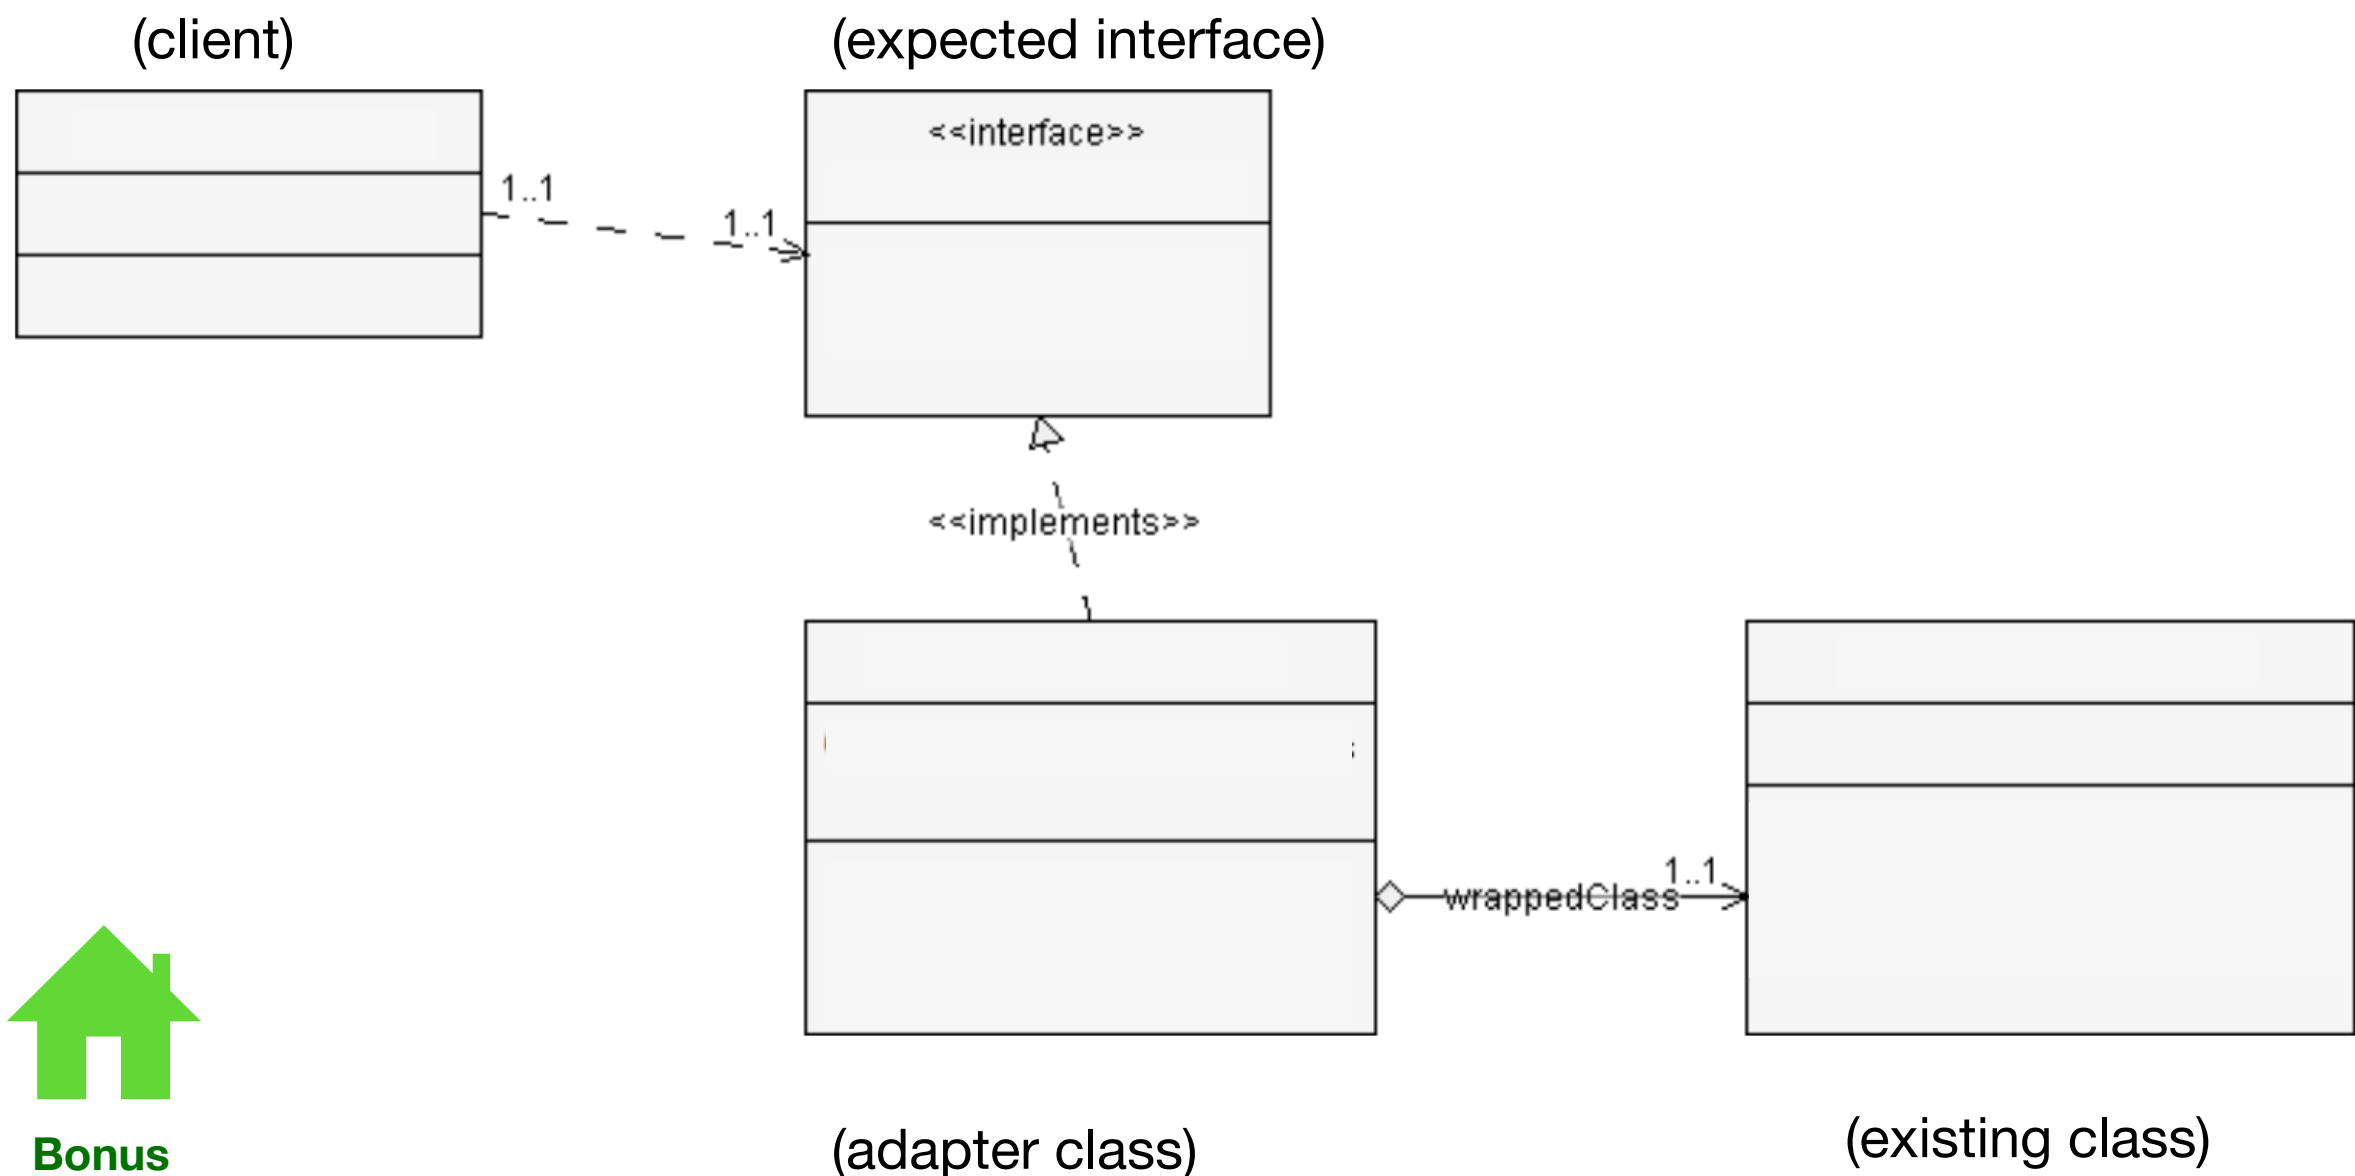 (client)
(expected interface)
<<interface>>
1..1
1..1
<<implements>>
1..1
wrappedClass
Bonus
(adapter class)
(existing class)